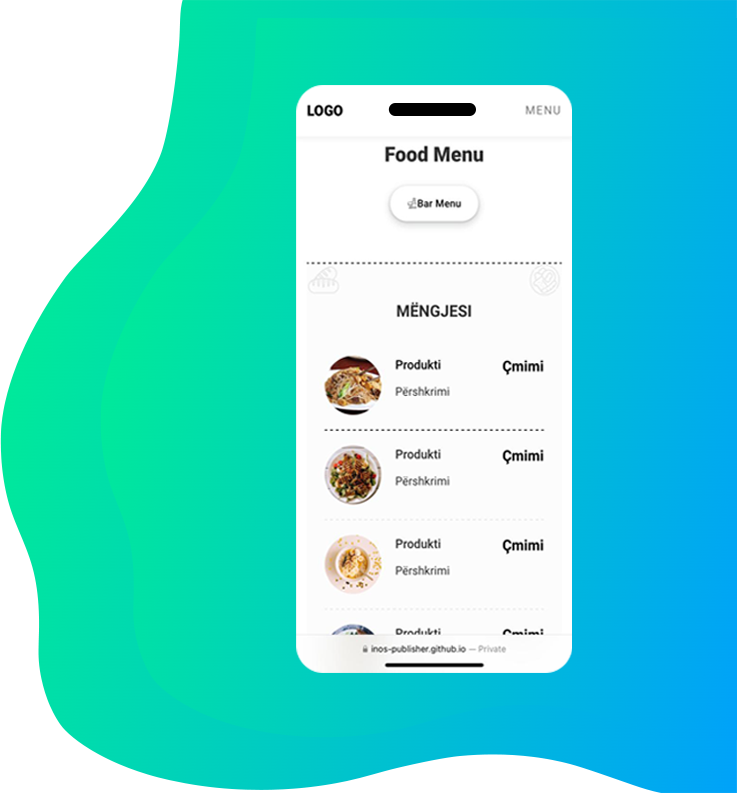 LOGO
MENU
Food Menu
Bar Menu
MËNGJESI
Produkti
Çmimi
Përshkrimi
Produkti
Çmimi
Përshkrimi
Produkti
Çmimi
Përshkrimi
Produkti
Çmimi
inos-publisher.github.io — Private